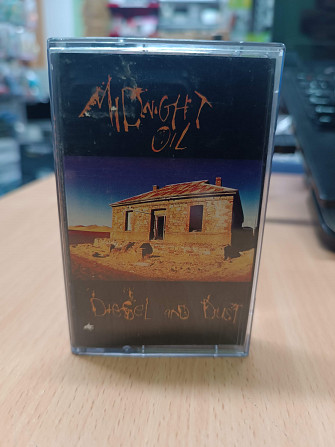 MIDNIGHT
OIL
DIESEL AND DUST